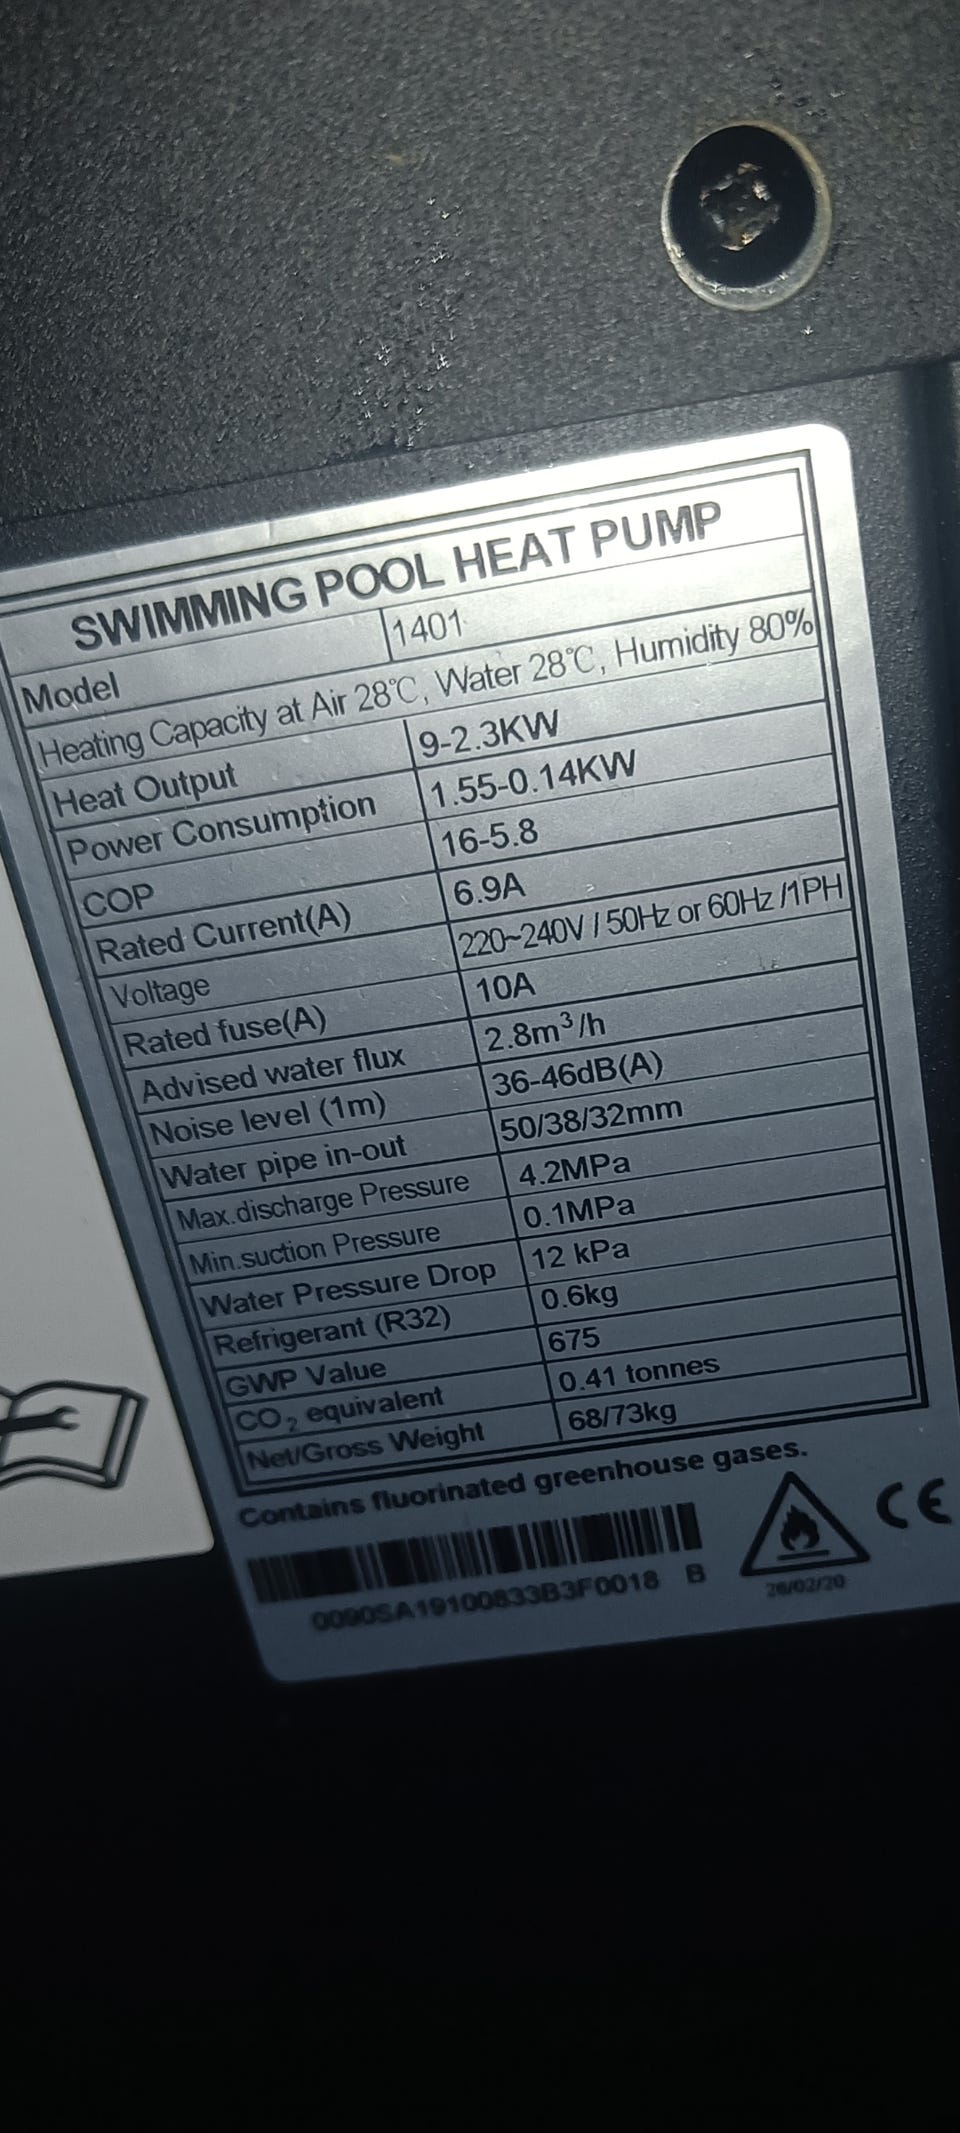 SWIMMING POOL HEAT PUMP
Model 1401
Heating Capacity at Air 28℃, Water 28℃, Humidity 80%
Heat Output 9-2.3KW
Power Consumption 1.55-0.14KW
COP 16-5.8
Rated Current(A) 6.9A
Voltage 220~240V / 50Hz or 60Hz /1PH
Rated fuse(A) 10A
Advised water flux 2.8m³/h
Noise level (1m) 36-46dB(A)
Water pipe in-out 50/38/32mm
Max.discharge Pressure 4.2MPa
Min.suction Pressure 0.1MPa
Water Pressure Drop 12 kPa
Refrigerant (R32) 0.6kg
GWP Value 675
CO₂ equivalent 0.41 tonnes
Net/Gross Weight 68/73kg
Contains fluorinated greenhouse gases.
CE
0090SA19100833B3F0018 B
26/02/20